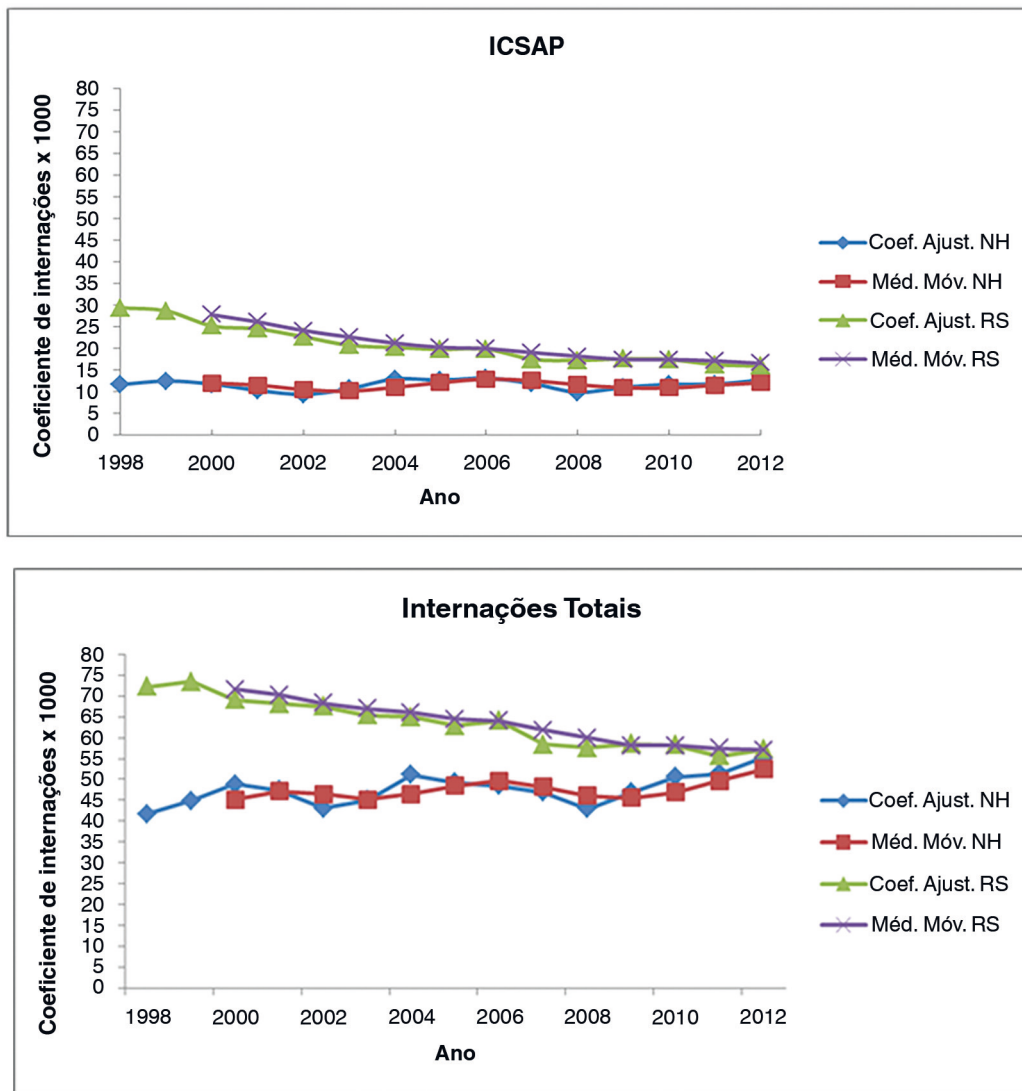 ICSAP
Coeficiente de internações x 1000
80
75
70
65
60
55
50
45
40
35
30
25
20
15
10
5
0
1998 2000 2002 2004 2006 2008 2010 2012
Ano
Coef. Ajust. NH
Méd. Móv. NH
Coef. Ajust. RS
Méd. Móv. RS
Internações Totais
Coeficiente de internações x 1000
80
75
70
65
60
55
50
45
40
35
30
25
20
15
10
5
0
1998 2000 2002 2004 2006 2008 2010 2012
Ano
Coef. Ajust. NH
Méd. Móv. NH
Coef. Ajust. RS
Méd. Móv. RS